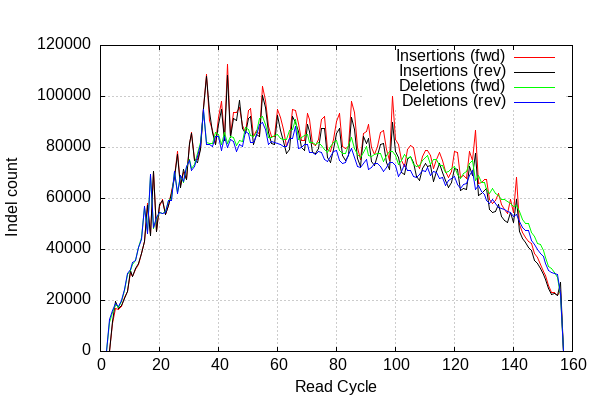 120000
100000
80000
60000
40000
20000
0
Indel count
Insertions (fwd)
Insertions (rev)
Deletions (fwd)
Deletions (rev)
0 20 40 60 80 100 120 140 160
Read Cycle